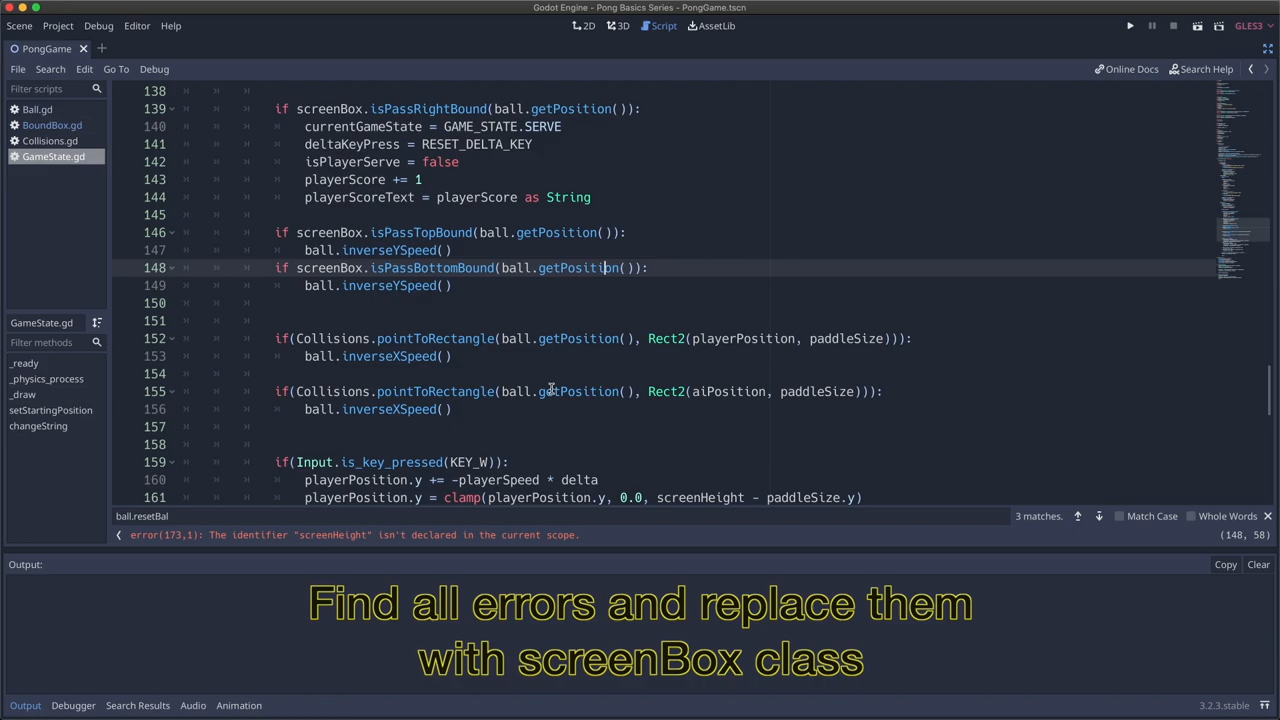 Godot Engine - Pong Basics Series - PongGame.tscn
Scene Project Debug Editor Help 2D 3D Script AssetLib GLES3
PongGame
File Search Edit Go To Debug Online Docs Search Help
Filter scripts
Ball.gd
BoundBox.gd
Collisions.gd
GameState.gd
GameState.gd
Filter methods
_ready
_physics_process
_draw
setStartingPosition
changeString
138
139 if screenBox.isPassRightBound(ball.getPosition()):
140 currentGameState = GAME_STATE.SERVE
141 deltaKeyPress = RESET_DELTA_KEY
142 isPlayerServe = false
143 playerScore += 1
144 playerScoreText = playerScore as String
145
146 if screenBox.isPassTopBound(ball.getPosition()):
147 ball.inverseYSpeed()
148 if screenBox.isPassBottomBound(ball.getPosition()):
149 ball.inverseYSpeed()
150
151
152 if(Collisions.pointToRectangle(ball.getPosition(), Rect2(playerPosition, paddleSize))):
153 ball.inverseXSpeed()
154
155 if(Collisions.pointToRectangle(ball.getPosition(), Rect2(aiPosition, paddleSize))):
156 ball.inverseXSpeed()
157
158
159 if(Input.is_key_pressed(KEY_W)):
160 playerPosition.y += -playerSpeed * delta
161 playerPosition.y = clamp(playerPosition.y, 0.0, screenHeight - paddleSize.y)
ball.resetBal 3 matches. Match Case Whole Words
error(173,1): The identifier "screenHeight" isn't declared in the current scope. (148, 58)
Output: Copy Clear
Find all errors and replace them
with screenBox class
Output Debugger Search Results Audio Animation 3.2.3.stable